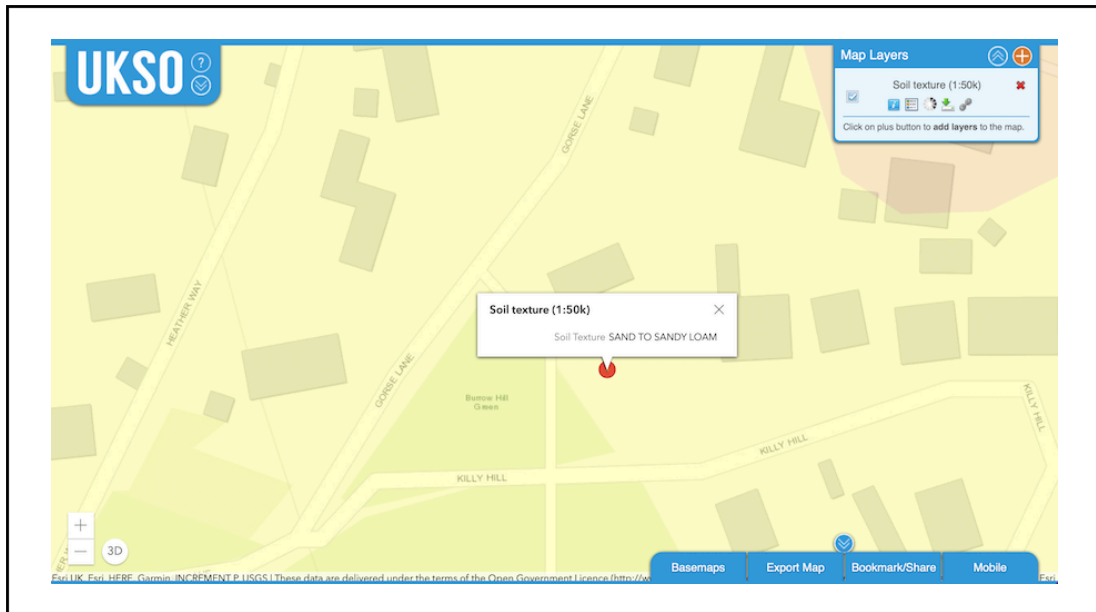 UKSO
?
Map Layers
Soil texture (1:50k)
Click on plus button to add layers to the map.
GORSE LANE
HEATHER WAY
Soil texture (1:50k)
Soil Texture SAND TO SANDY LOAM
GORSE LANE
Burrow Hill
Green
KILLY HILL
KILLY HILL
KILLY HILL
+
−
3D
Basemaps
Export Map
Bookmark/Share
Mobile
Esri UK, Esri, HERE, Garmin, INCREMENT P, USGS | These data are delivered under the terms of the Open Government Licence (http://w
Esri,